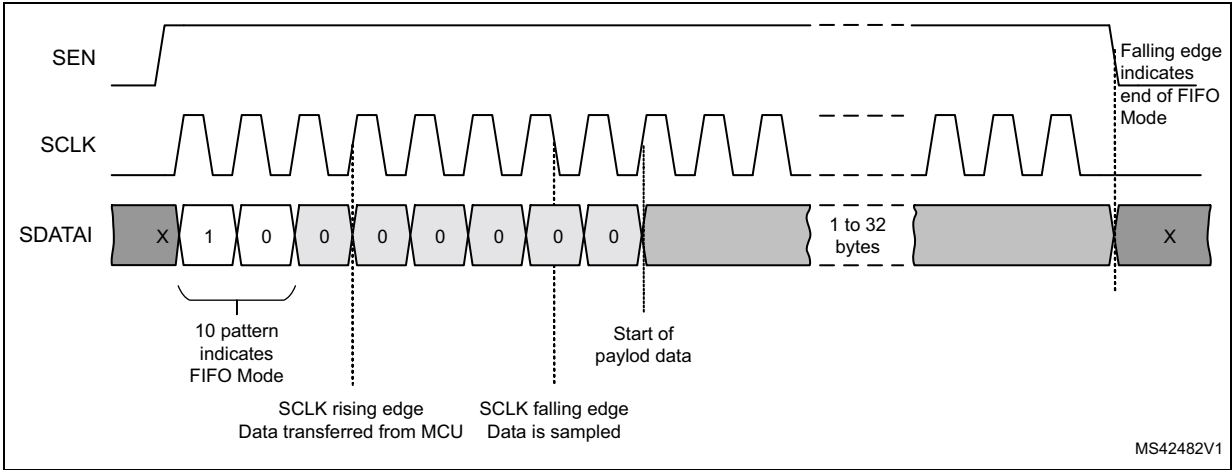 SEN
Falling edge
indicates
end of FIFO
Mode
SCLK
SDATAI
X 1 0 0 0 0 0 0 0
1 to 32
bytes
X
10 pattern
indicates
FIFO Mode
Start of
paylod data
SCLK rising edge
Data transferred from MCU
SCLK falling edge
Data is sampled
MS42482V1